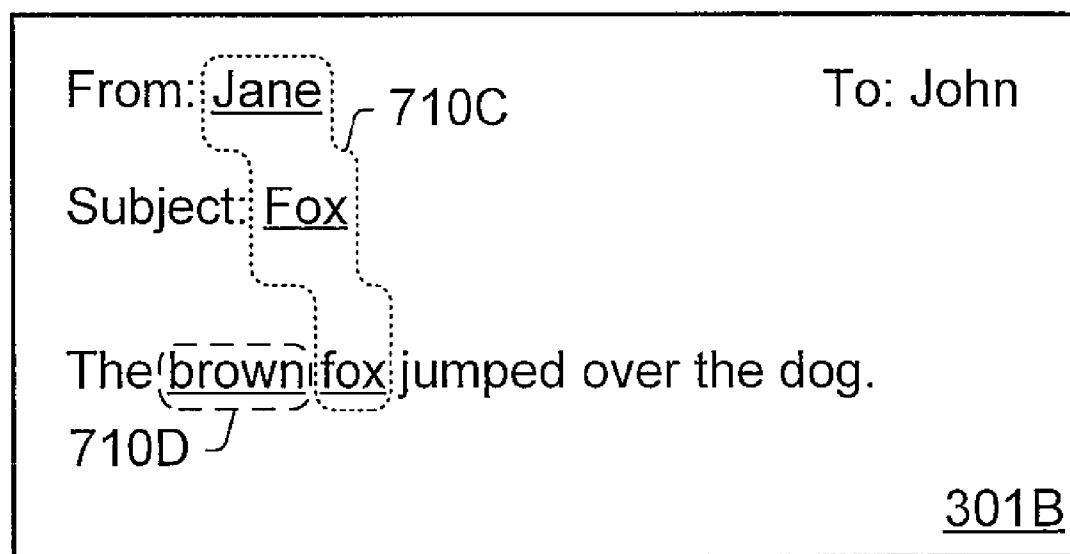 From: Jane To: John
710C
Subject: Fox
The brown fox jumped over the dog.
710D
301B